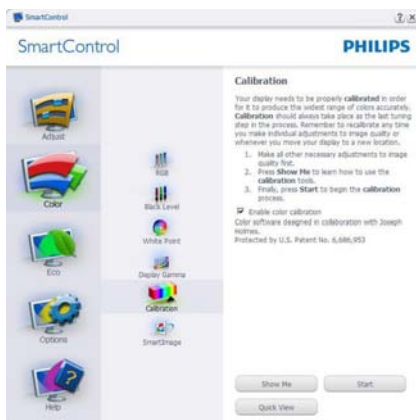 SmartControl
SmartControl
PHILIPS
Adjust
Color
Eco
Options
Help
RGB
Black Level
White Point
Display Gamma
Calibration
SmartImage
Calibration
Your display needs to be properly calibrated in order
for it to produce the widest range of colors accurately.
Calibration should always take place as the last tuning
step in the process. Remember to recalibrate any time
you make individual adjustments to image quality or
whenever you move your display to a new location.
1. Make all other necessary adjustments to image
quality first.
2. Press Show Me to learn how to use the
calibration tools.
3. Finally, press Start to begin the calibration
process.
Enable color calibration
Color software designed in collaboration with Joseph
Holmes.
Protected by U.S. Patent No. 6,686,953
Show Me
Start
Quick View